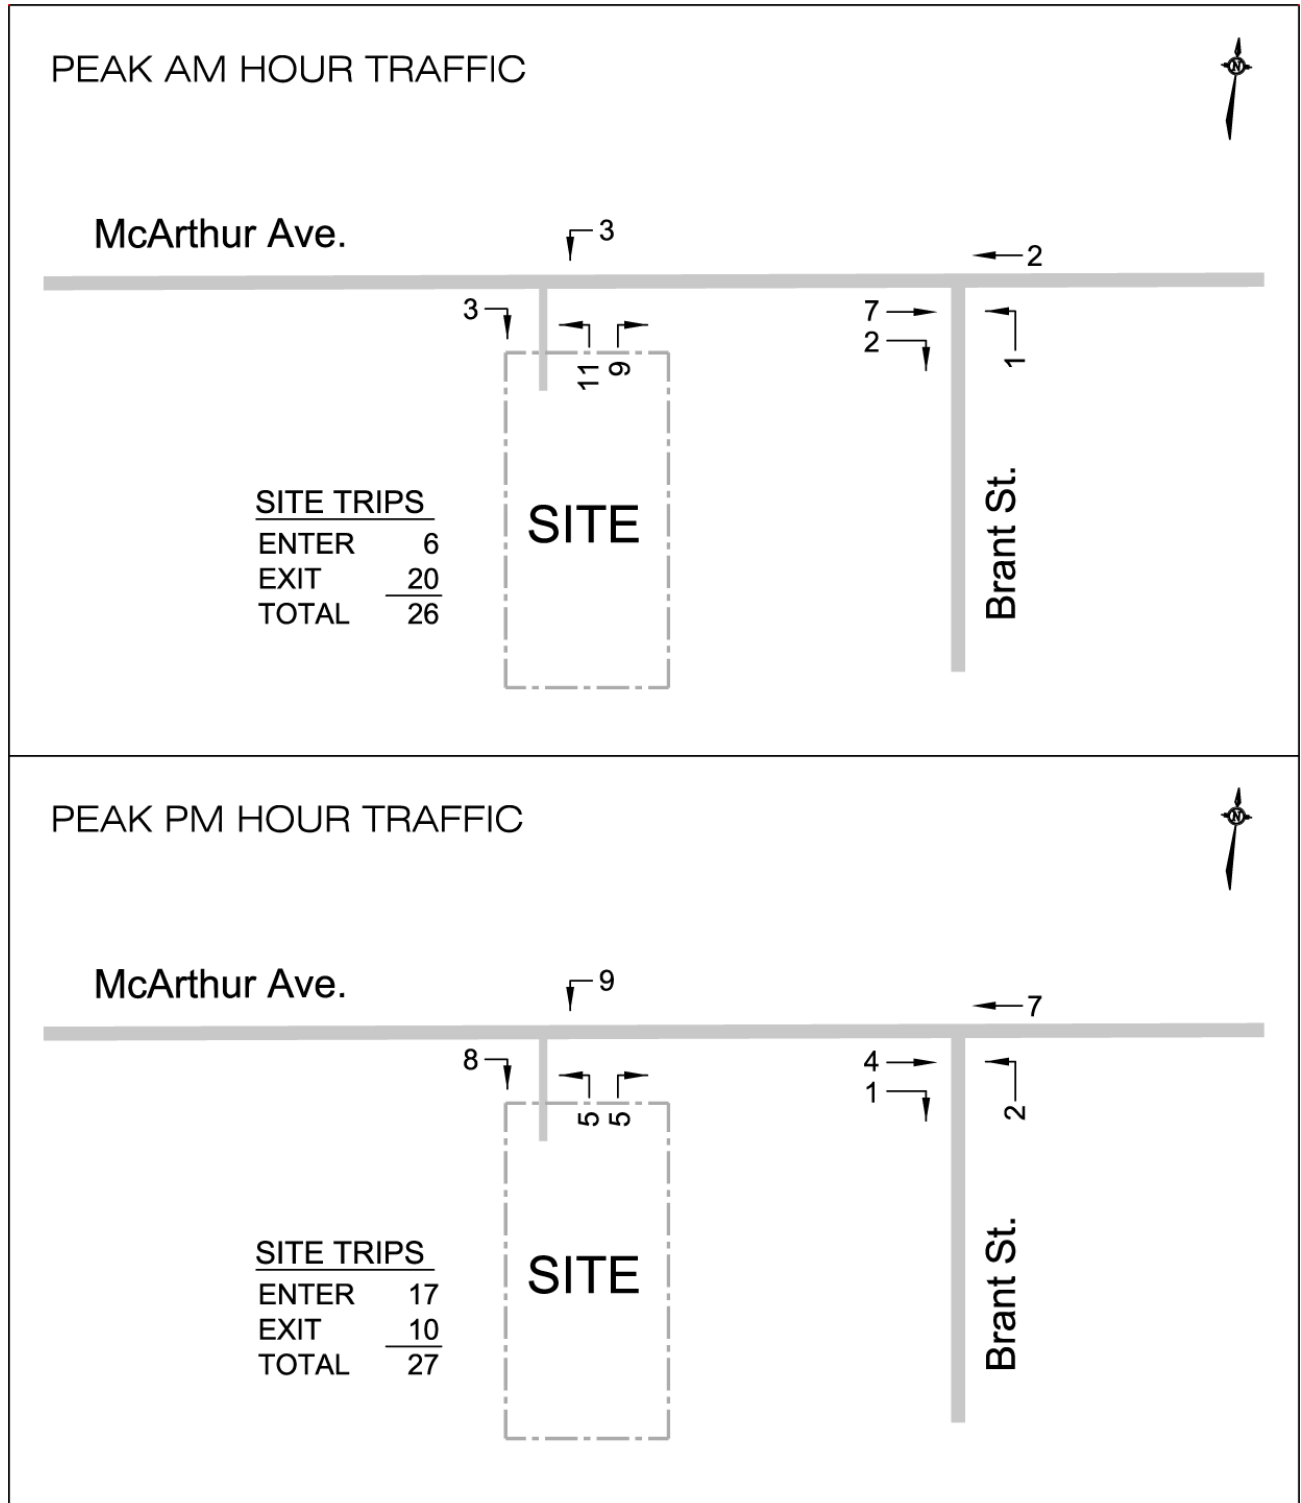 PEAK AM HOUR TRAFFIC
N
McArthur Ave.
3
2
3
7
2
11
9
1
SITE TRIPS
ENTER 6
EXIT 20
TOTAL 26
SITE
Brant St.
PEAK PM HOUR TRAFFIC
N
McArthur Ave.
9
7
8
4
1
5
5
2
SITE TRIPS
ENTER 17
EXIT 10
TOTAL 27
SITE
Brant St.